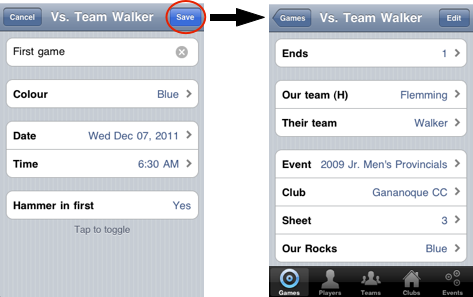 Cancel Vs. Team Walker Save
First game
Colour Blue
Date Wed Dec 07, 2011
Time 6:30 AM
Hammer in first Yes
Tap to toggle
Games Vs. Team Walker Edit
Ends 1
Our team (H) Flemming
Their team Walker
Event 2009 Jr. Men's Provincials
Club Gananoque CC
Sheet 3
Our Rocks Blue
Games Players Teams Clubs Events